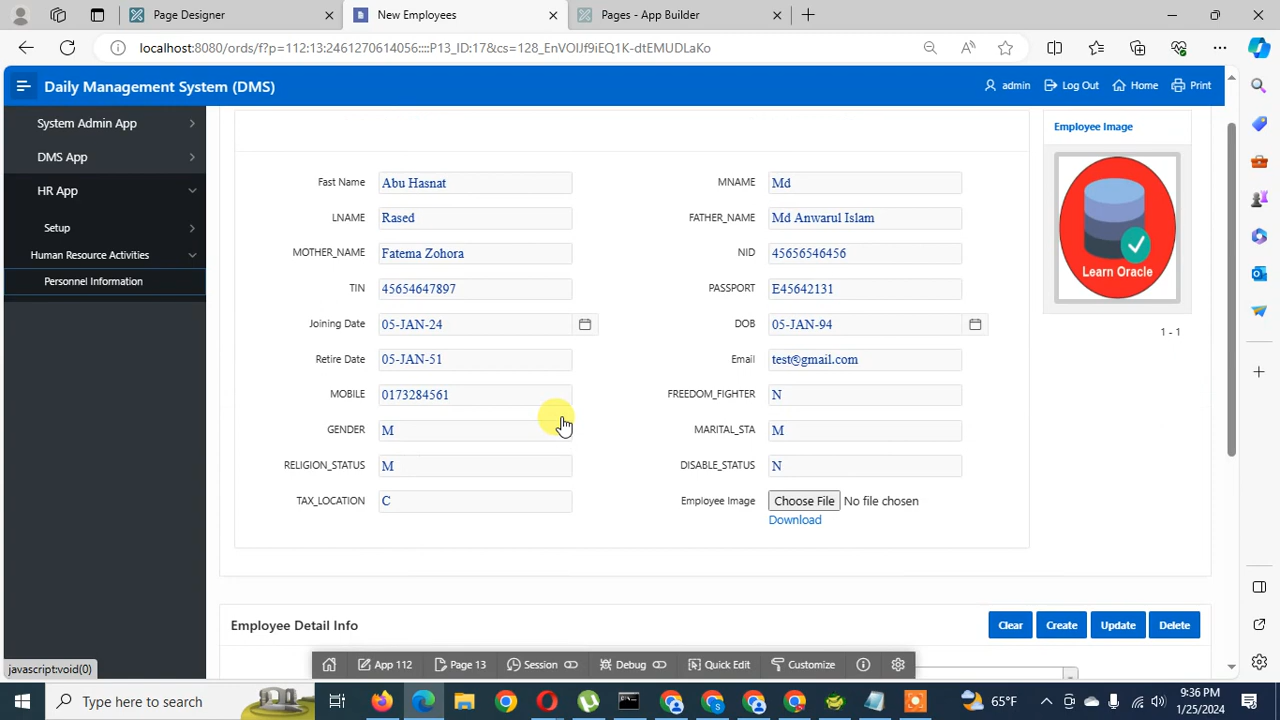 Page Designer
New Employees
Pages - App Builder
localhost:8080/ords/f?p=112:13:2461270614056::::P13_ID:17&cs=128_EnVOIJf9iEQ1K-dtEMUDLaKo
Daily Management System (DMS)
admin
Log Out
Home
Print
System Admin App
DMS App
HR App
Setup
Human Resource Activities
Personnel Information
Employee Image
Learn Oracle
1 - 1
Fast Name Abu Hasnat MNAME Md
LNAME Rased FATHER_NAME Md Anwarul Islam
MOTHER_NAME Fatema Zohora NID 45656546456
TIN 45654647897 PASSPORT E45642131
Joining Date 05-JAN-24 DOB 05-JAN-94
Retire Date 05-JAN-51 Email test@gmail.com
MOBILE 0173284561 FREEDOM_FIGHTER N
GENDER M MARITAL_STA M
RELIGION_STATUS M DISABLE_STATUS N
TAX_LOCATION C Employee Image Choose File No file chosen
Download
Employee Detail Info Clear Create Update Delete
javascript:void(0)
App 112 Page 13 Session Debug Quick Edit Customize
Type here to search
65°F
9:36 PM
1/25/2024